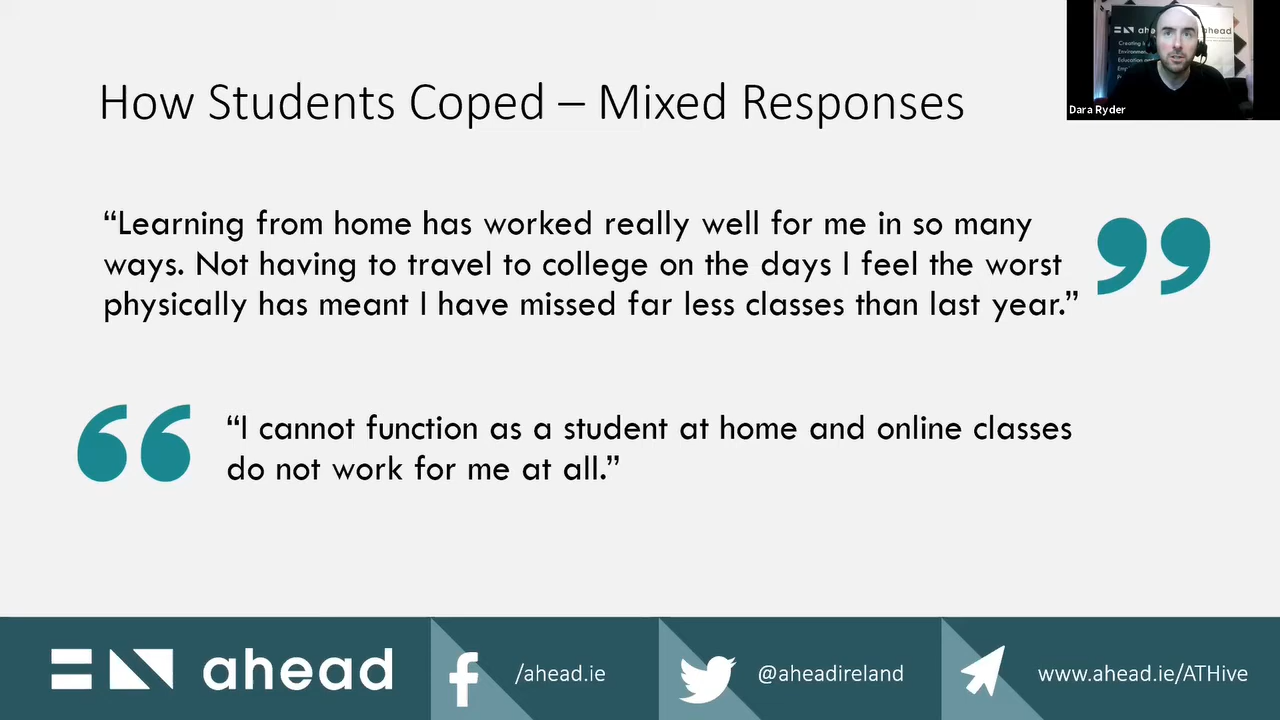 How Students Coped – Mixed Responses
“Learning from home has worked really well for me in so many
ways. Not having to travel to college on the days I feel the worst
physically has meant I have missed far less classes than last year.”
“I cannot function as a student at home and online classes
do not work for me at all.”
ahead
Dara Ryder
ahead
/ahead.ie
@aheadireland
www.ahead.ie/ATHive